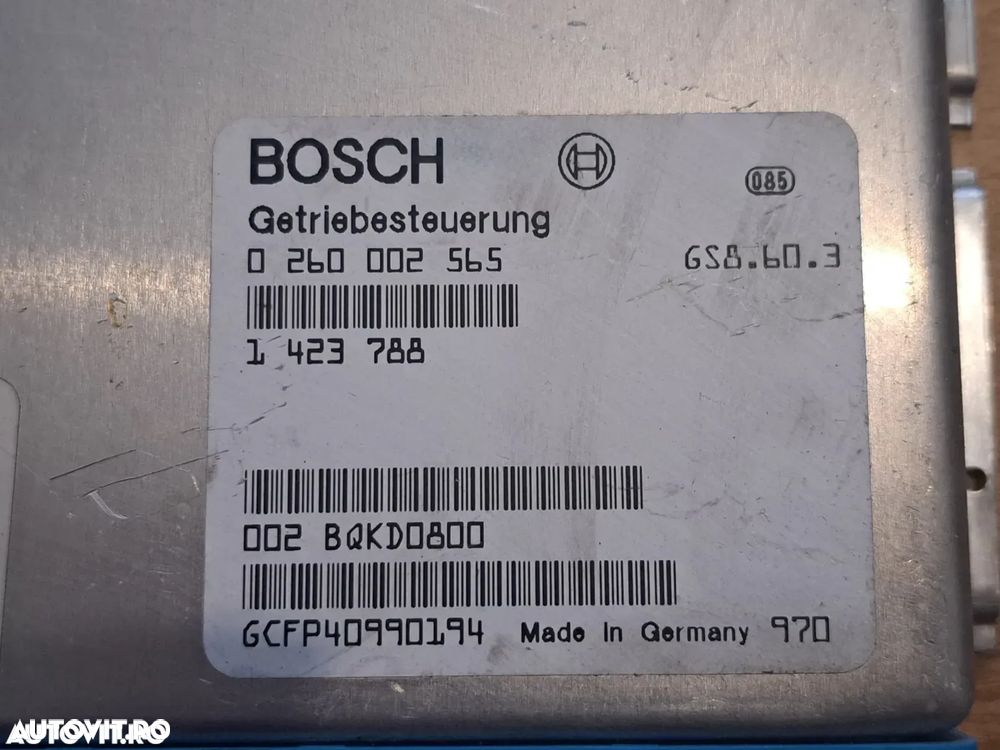 BOSCH
085
Getriebesteuerung
0 260 002 565 GS8.60.3
1 423 788
002 BQKD0800
GCFP40990194 Made in Germany 970
AUTOVIT.RO